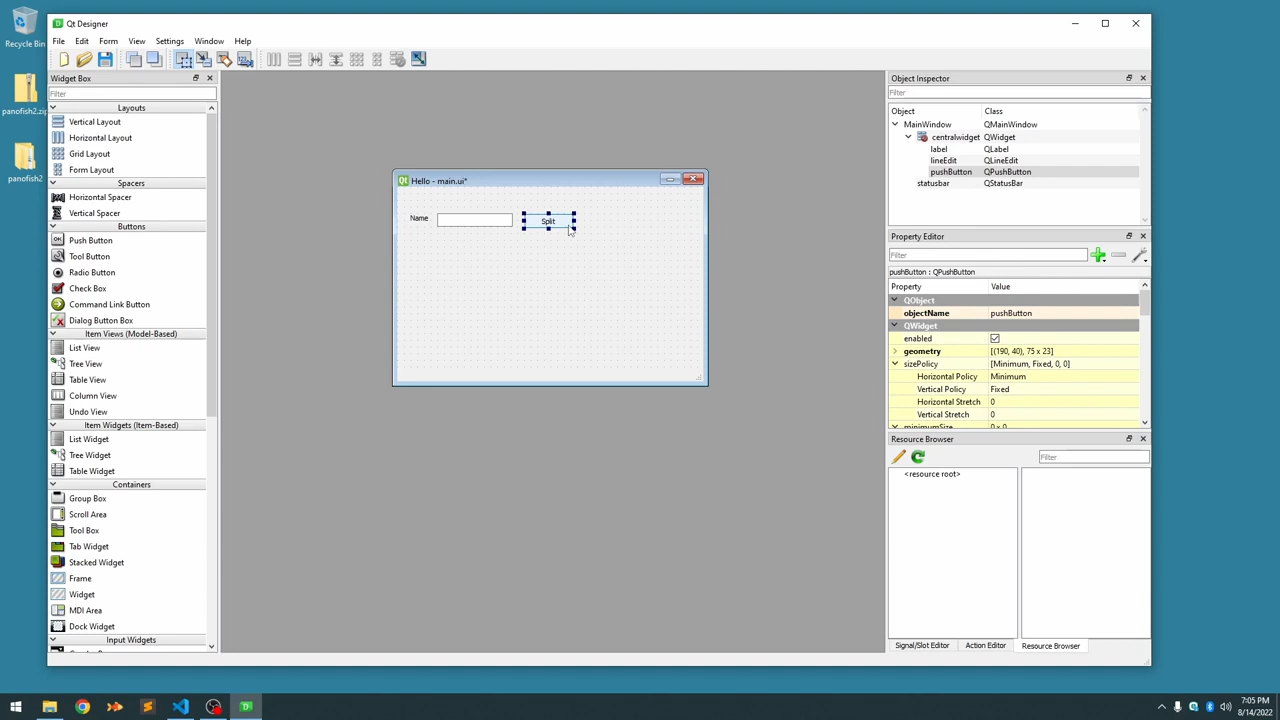 Recycle Bin
panofish2.zip
panofish2
Qt Designer
File Edit Form View Settings Window Help
Widget Box
Filter
Layouts
Vertical Layout
Horizontal Layout
Grid Layout
Form Layout
Spacers
Horizontal Spacer
Vertical Spacer
Buttons
Push Button
Tool Button
Radio Button
Check Box
Command Link Button
Dialog Button Box
Item Views (Model-Based)
List View
Tree View
Table View
Column View
Undo View
Item Widgets (Item-Based)
List Widget
Tree Widget
Table Widget
Containers
Group Box
Scroll Area
Tool Box
Tab Widget
Stacked Widget
Frame
Widget
MDI Area
Dock Widget
Input Widgets
Hello - main.ui*
Name
Split
Object Inspector
Filter
Object Class
MainWindow QMainWindow
centralwidget QWidget
label QLabel
lineEdit QLineEdit
pushButton QPushButton
statusbar QStatusBar
Property Editor
Filter
pushButton : QPushButton
Property Value
QObject
objectName pushButton
QWidget
enabled
geometry [(190, 40), 75 x 23]
sizePolicy [Minimum, Fixed, 0, 0]
Horizontal Policy Minimum
Vertical Policy Fixed
Horizontal Stretch 0
Vertical Stretch 0
minimumSize 0 x 0
Resource Browser
Filter
<resource root>
Signal/Slot Editor Action Editor Resource Browser
7:05 PM
8/14/2022